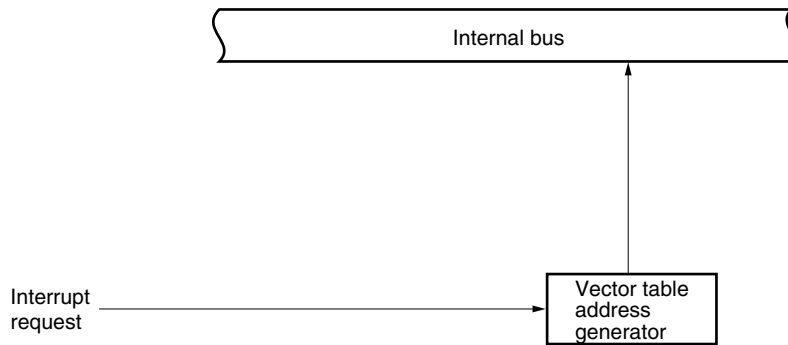 Internal bus
Interrupt
request
Vector table
address
generator